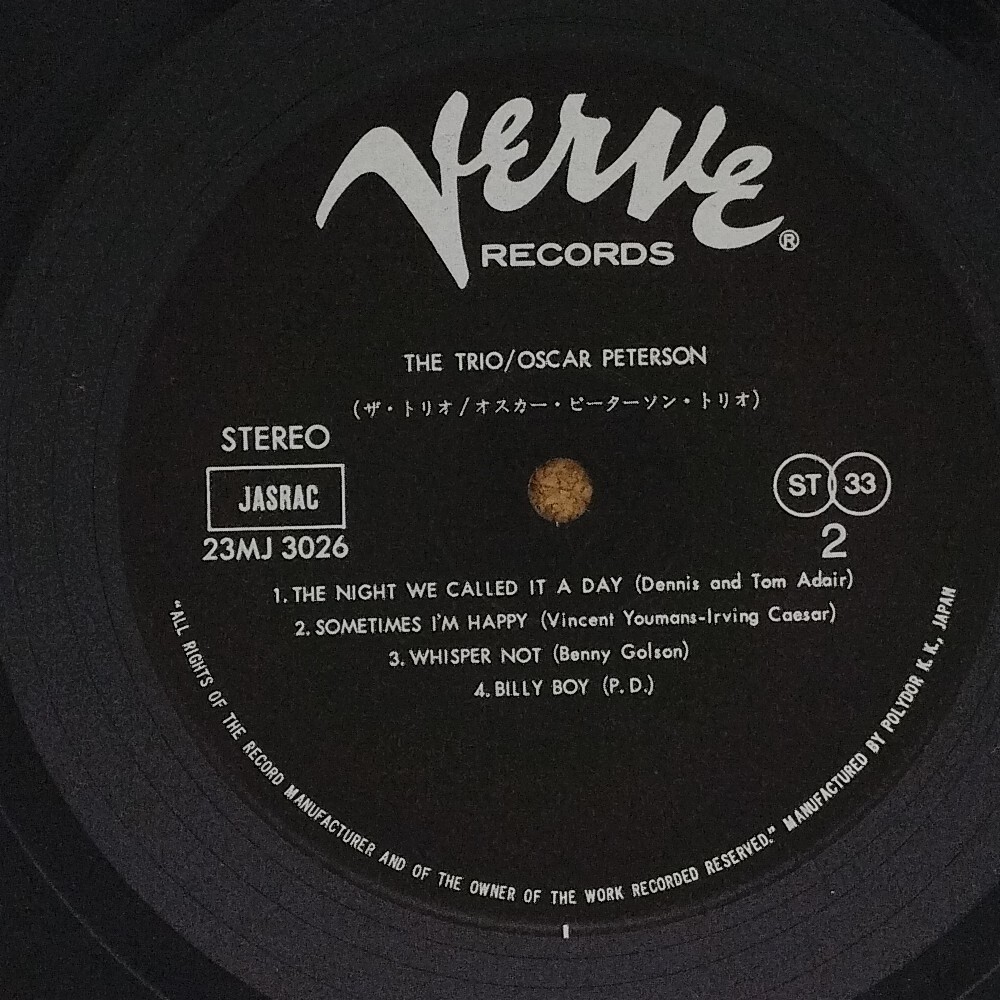 Verve
RECORDS ®
THE TRIO/OSCAR PETERSON
(ザ・トリオ/オスカー・ピーターソン・トリオ)
STEREO
JASRAC
23MJ 3026
ST 33
2
1. THE NIGHT WE CALLED IT A DAY (Dennis and Tom Adair)
2. SOMETIMES I'M HAPPY (Vincent Youmans-Irving Caesar)
3. WHISPER NOT (Benny Golson)
4. BILLY BOY (P.D.)
"ALL RIGHTS OF THE RECORD MANUFACTURER AND OF THE OWNER OF THE WORK RECORDED RESERVED." MANUFACTURED BY POLYDOR K.K., JAPAN